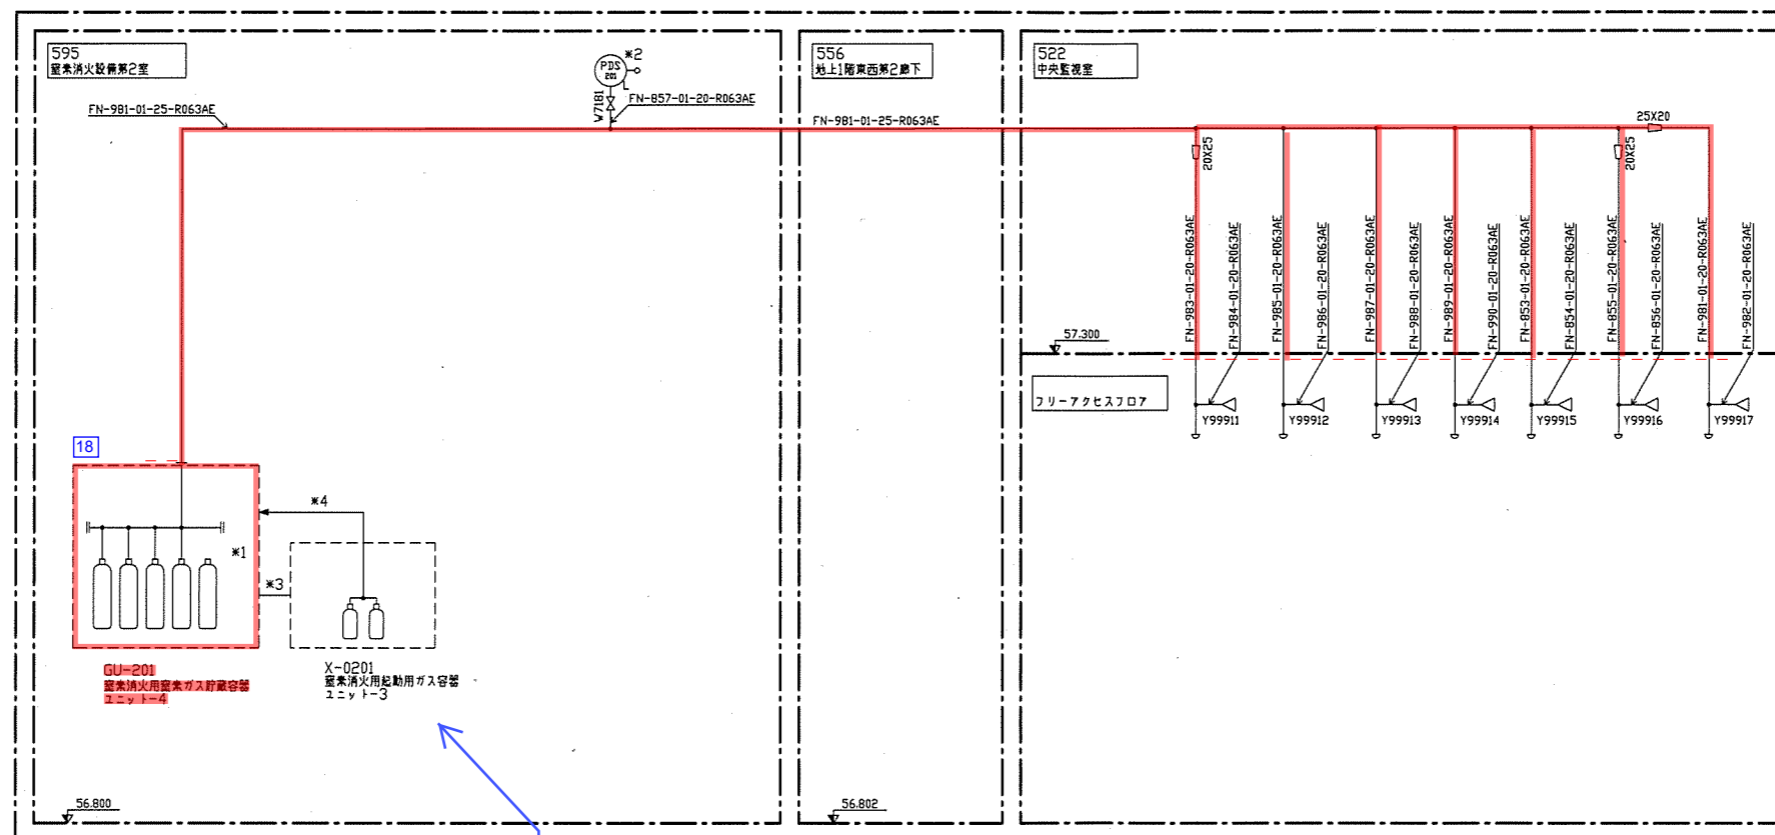 595
窒素消火設備第2室
556
地上1階東西第2廊下
522
中央監視室
PDS
201
※2
L
W7181
FN-857-01-20-R063AE
FN-981-01-25-R063AE
FN-981-01-25-R063AE
25X20
20X25
20X25
FN-983-01-20-R063AE
FN-984-01-20-R063AE
FN-985-01-20-R063AE
FN-986-01-20-R063AE
FN-987-01-20-R063AE
FN-988-01-20-R063AE
FN-989-01-20-R063AE
FN-990-01-20-R063AE
FN-853-01-20-R063AE
FN-854-01-20-R063AE
FN-855-01-20-R063AE
FN-856-01-20-R063AE
FN-981-01-20-R063AE
FN-982-01-20-R063AE
57.300
フリーアクセスフロア
Y99911
Y99912
Y99913
Y99914
Y99915
Y99916
Y99917
18
※4
※1
※3
GU-201
窒素消火用窒素ガス貯蔵容器
ユニット-4
X-0201
窒素消火用起動用ガス容器
ユニット-3
56.800
56.802